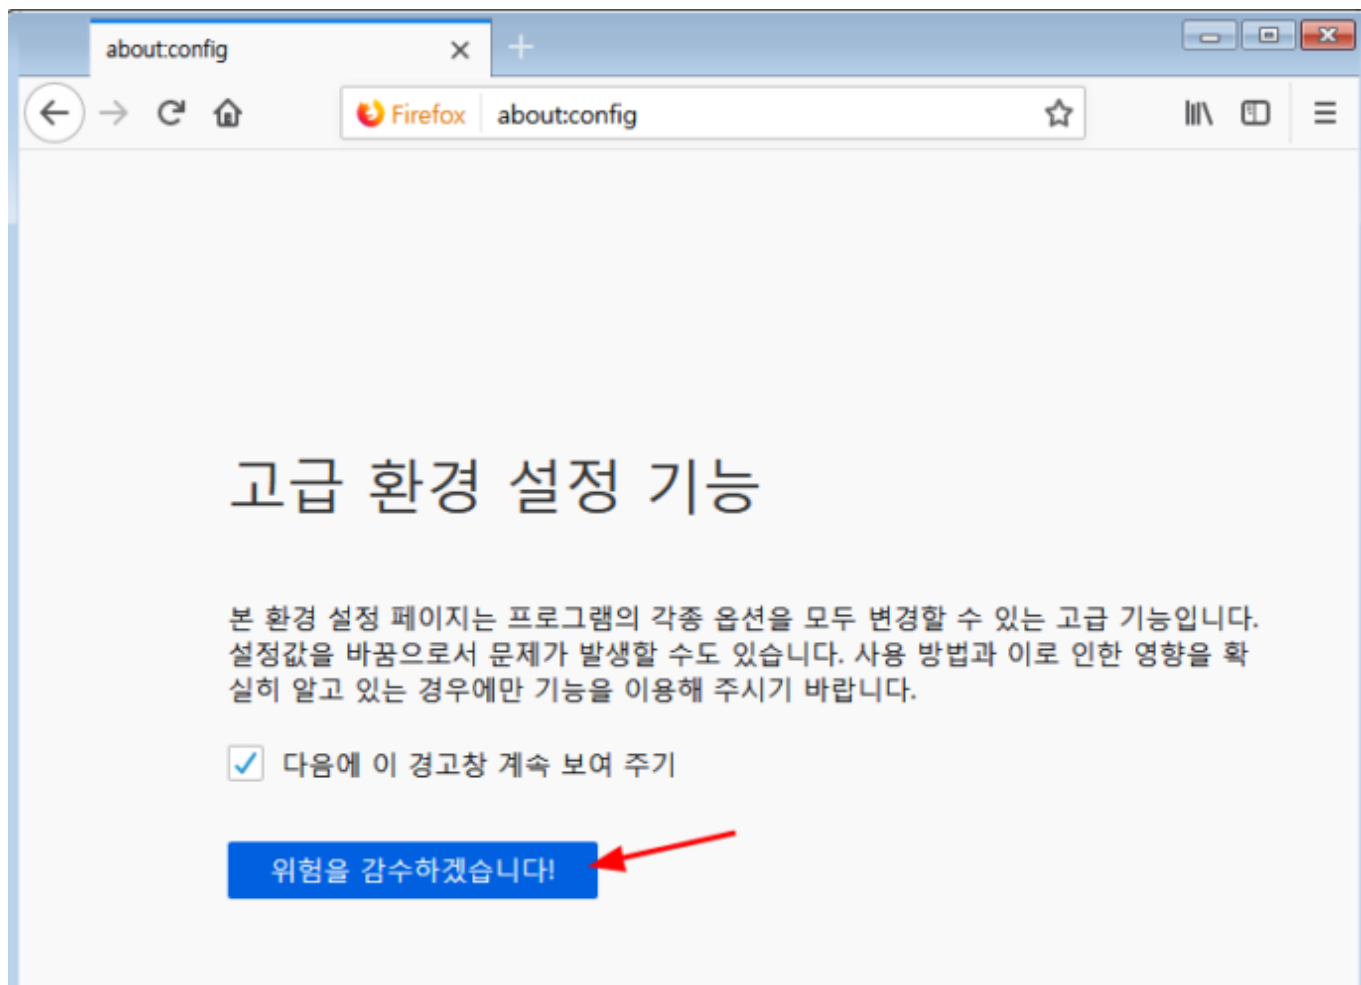 about:config
Firefox about:config
고급 환경 설정 기능
본 환경 설정 페이지는 프로그램의 각종 옵션을 모두 변경할 수 있는 고급 기능입니다.
설정값을 바꿈으로서 문제가 발생할 수도 있습니다. 사용 방법과 이로 인한 영향을 확
실히 알고 있는 경우에만 기능을 이용해 주시기 바랍니다.
다음에 이 경고창 계속 보여 주기
위험을 감수하겠습니다!